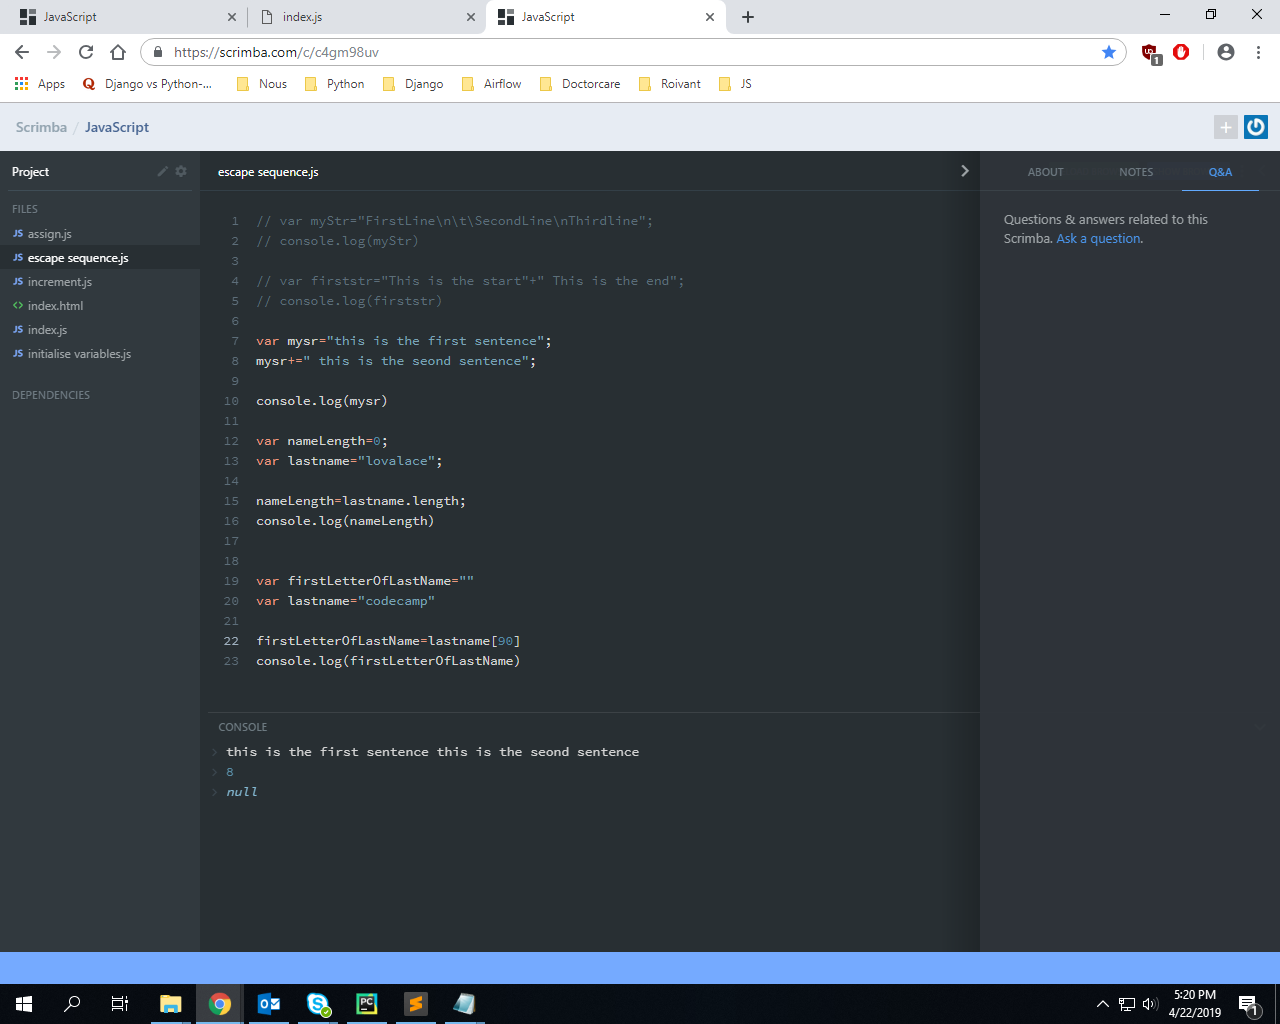 JavaScript
index.js
JavaScript
https://scrimba.com/c/c4gm98uv
1
Apps
Django vs Python-...
Nous
Python
Django
Airflow
Doctorcare
Roivant
JS
Scrimba / JavaScript
Project
escape sequence.js
ABOUT
NOTES
Q&A
FILES
JS assign.js
JS escape sequence.js
JS increment.js
<> index.html
JS index.js
JS initialise variables.js
DEPENDENCIES
1 // var myStr="FirstLine\n\t\SecondLine\nThirdline";
2 // console.log(myStr)
3
4 // var firststr="This is the start"+" This is the end";
5 // console.log(firststr)
6
7 var mysr="this is the first sentence";
8 mysr+=" this is the seond sentence";
9
10 console.log(mysr)
11
12 var nameLength=0;
13 var lastname="lovalace";
14
15 nameLength=lastname.length;
16 console.log(nameLength)
17
18
19 var firstLetterOfLastName=""
20 var lastname="codecamp"
21
22 firstLetterOfLastName=lastname[90]
23 console.log(firstLetterOfLastName)
Questions & answers related to this
Scrimba. Ask a question.
CONSOLE
> this is the first sentence this is the seond sentence
> 8
> null
5:20 PM
4/22/2019
1